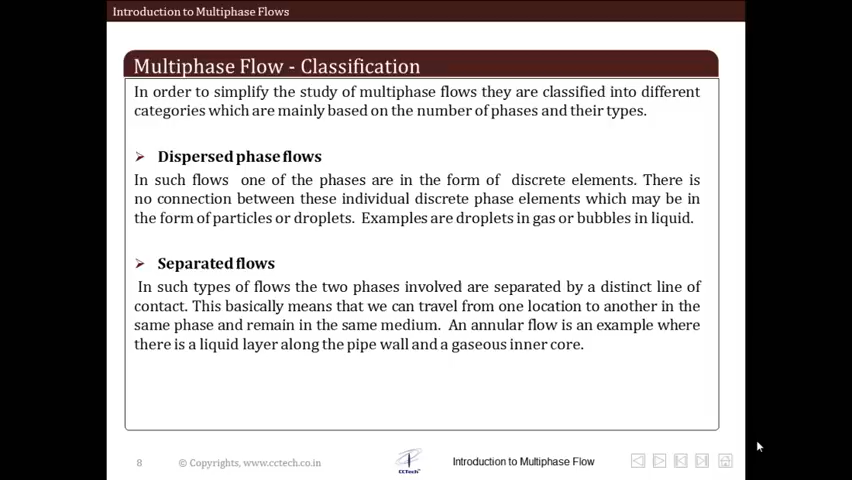 Introduction to Multiphase Flows
Multiphase Flow - Classification
In order to simplify the study of multiphase flows they are classified into different
categories which are mainly based on the number of phases and their types.
Dispersed phase flows
In such flows one of the phases are in the form of discrete elements. There is
no connection between these individual discrete phase elements which may be in
the form of particles or droplets. Examples are droplets in gas or bubbles in liquid.
Separated flows
In such types of flows the two phases involved are separated by a distinct line of
contact. This basically means that we can travel from one location to another in the
same phase and remain in the same medium. An annular flow is an example where
there is a liquid layer along the pipe wall and a gaseous inner core.
8 © Copyrights, www.cctech.co.in CCTech Introduction to Multiphase Flow